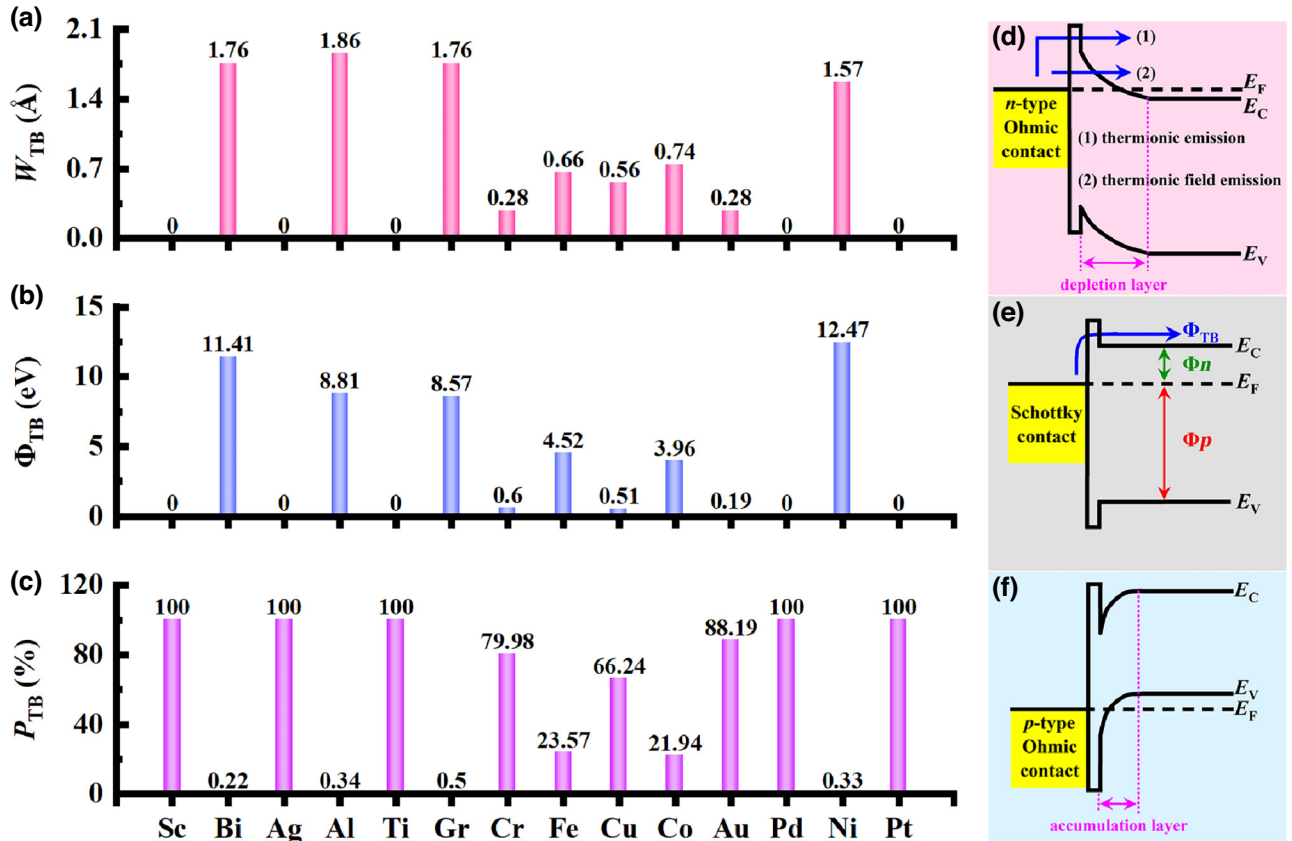 (a)
2.1
1.4
0.7
0.0
W_TB (Å)
0
1.76
0
1.86
0
1.76
0.28
0.66
0.56
0.74
0.28
0
1.57
0
(b)
15
10
5
0
Φ_TB (eV)
0
11.41
0
8.81
0
8.57
0.6
4.52
0.51
3.96
0.19
0
12.47
0
(c)
120
80
40
0
P_TB (%)
100
0.22
100
0.34
100
0.5
79.98
23.57
66.24
21.94
88.19
100
0.33
100
Sc Bi Ag Al Ti Gr Cr Fe Cu Co Au Pd Ni Pt
(d)
(1)
(2)
E_F
E_C
n-type
Ohmic
contact
(1) thermionic emission
(2) thermionic field emission
E_V
depletion layer
(e)
Φ_TB
E_C
Φn
E_F
Schottky
contact
Φp
E_V
(f)
E_C
E_V
E_F
p-type
Ohmic
contact
accumulation layer